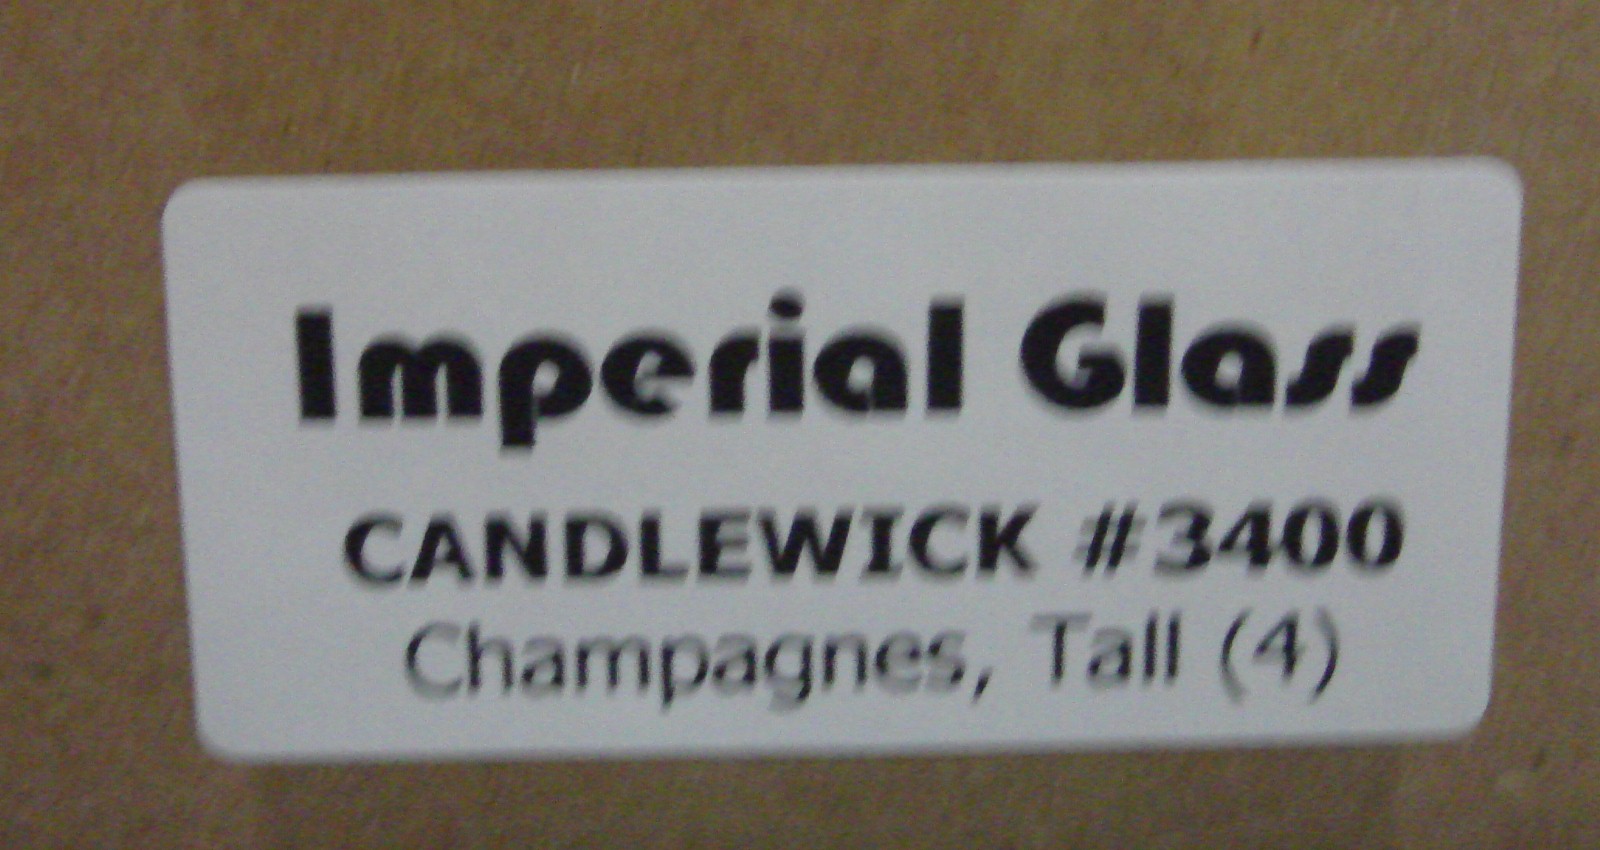 Imperial Glass
CANDLEWICK #3400
Champagnes, Tall (4)